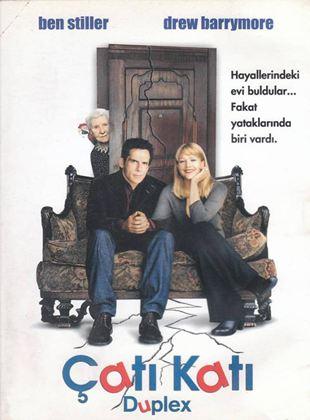 ben stiller drew barrymore
Hayallerindeki
evi buldular...
Fakat
yataklarında
biri vardı.
Çatı Katı
Duplex